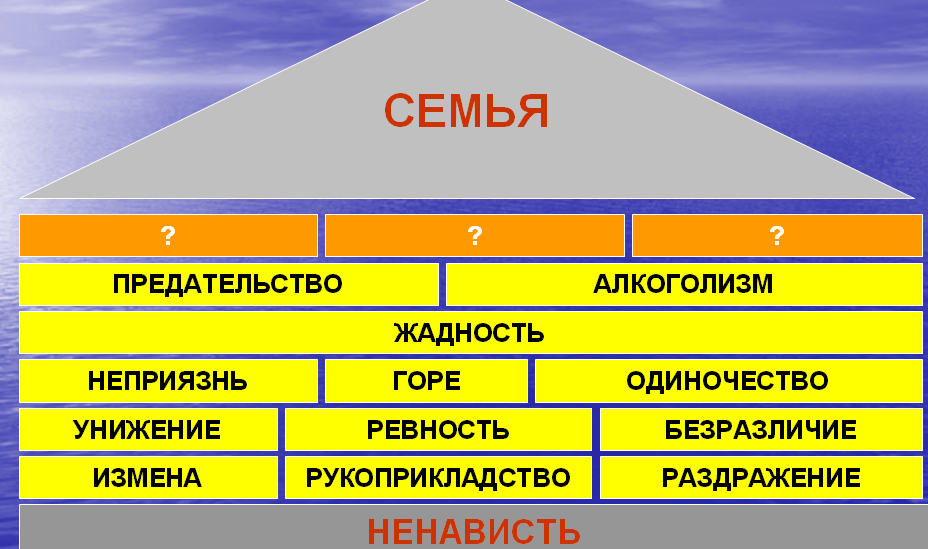 СЕМЬЯ
? ? ?
ПРЕДАТЕЛЬСТВО АЛКОГОЛИЗМ
ЖАДНОСТЬ
НЕПРИЯЗНЬ ГОРЕ ОДИНОЧЕСТВО
УНИЖЕНИЕ РЕВНОСТЬ БЕЗРАЗЛИЧИЕ
ИЗМЕНА РУКОПРИКЛАДСТВО РАЗДРАЖЕНИЕ
НЕНАВИСТЬ